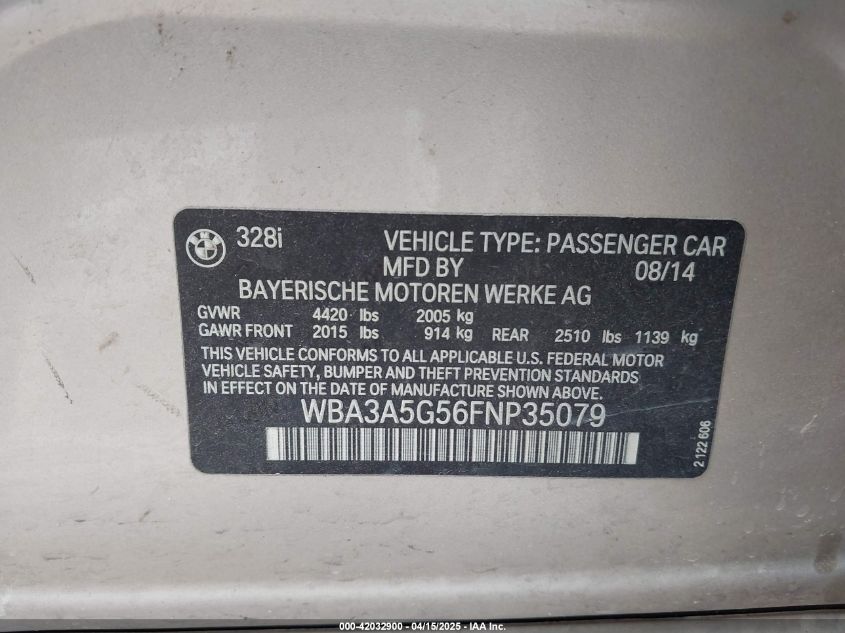 328i VEHICLE TYPE: PASSENGER CAR
MFD BY 08/14
BAYERISCHE MOTOREN WERKE AG
GVWR 4420 lbs 2005 kg
GAWR FRONT 2015 lbs 914 kg REAR 2510 lbs 1139 kg
THIS VEHICLE CONFORMS TO ALL APPLICABLE U.S. FEDERAL MOTOR
VEHICLE SAFETY, BUMPER AND THEFT PREVENTION STANDARDS
IN EFFECT ON THE DATE OF MANUFACTURE SHOWN ABOVE:
WBA3A5G56FNP35079
2 122 606
000-42032900 - 04/15/2025 - IAA Inc.